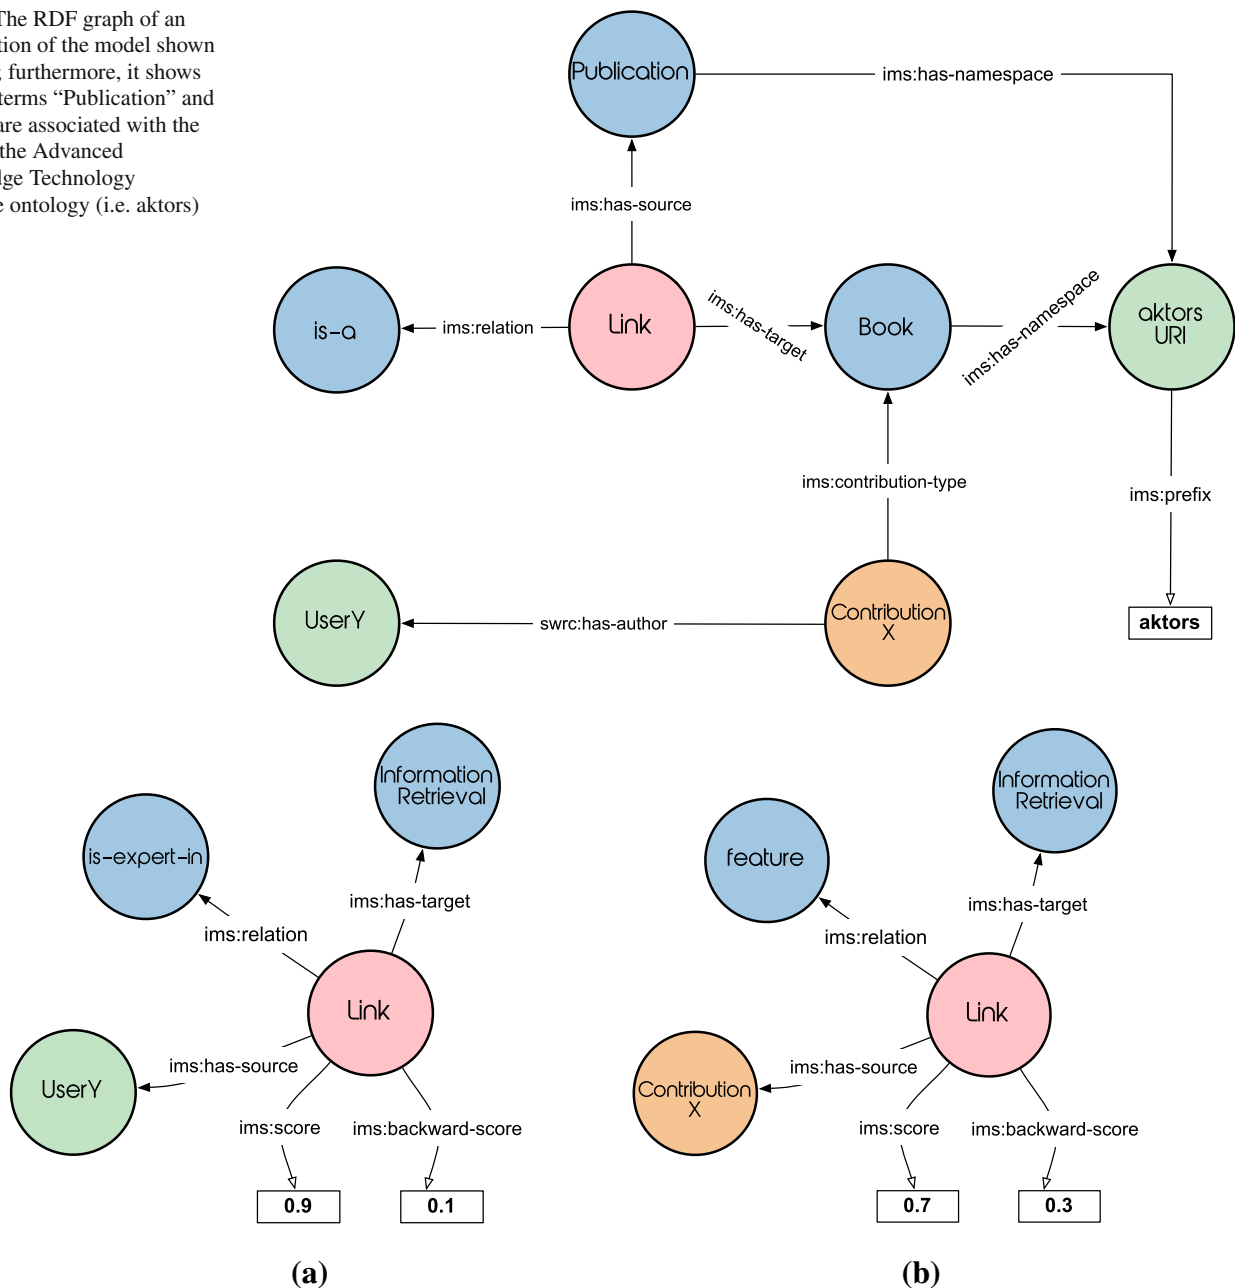 The RDF graph of an
tion of the model shown
; furthermore, it shows
terms “Publication” and
are associated with the
the Advanced
lge Technology
e ontology (i.e. aktors)
Publication
ims:has-namespace
ims:has-source
is-a
ims:relation
Link
ims:has-target
Book
ims:has-namespace
aktors
URI
ims:contribution-type
ims:prefix
UserY
swrc:has-author
Contribution
X
aktors
Information
Retrieval
is-expert-in
ims:has-target
ims:relation
Link
ims:has-source
UserY
ims:score
ims:backward-score
0.9
0.1
(a)
Information
Retrieval
feature
ims:has-target
ims:relation
Link
ims:has-source
Contribution
X
ims:score
ims:backward-score
0.7
0.3
(b)